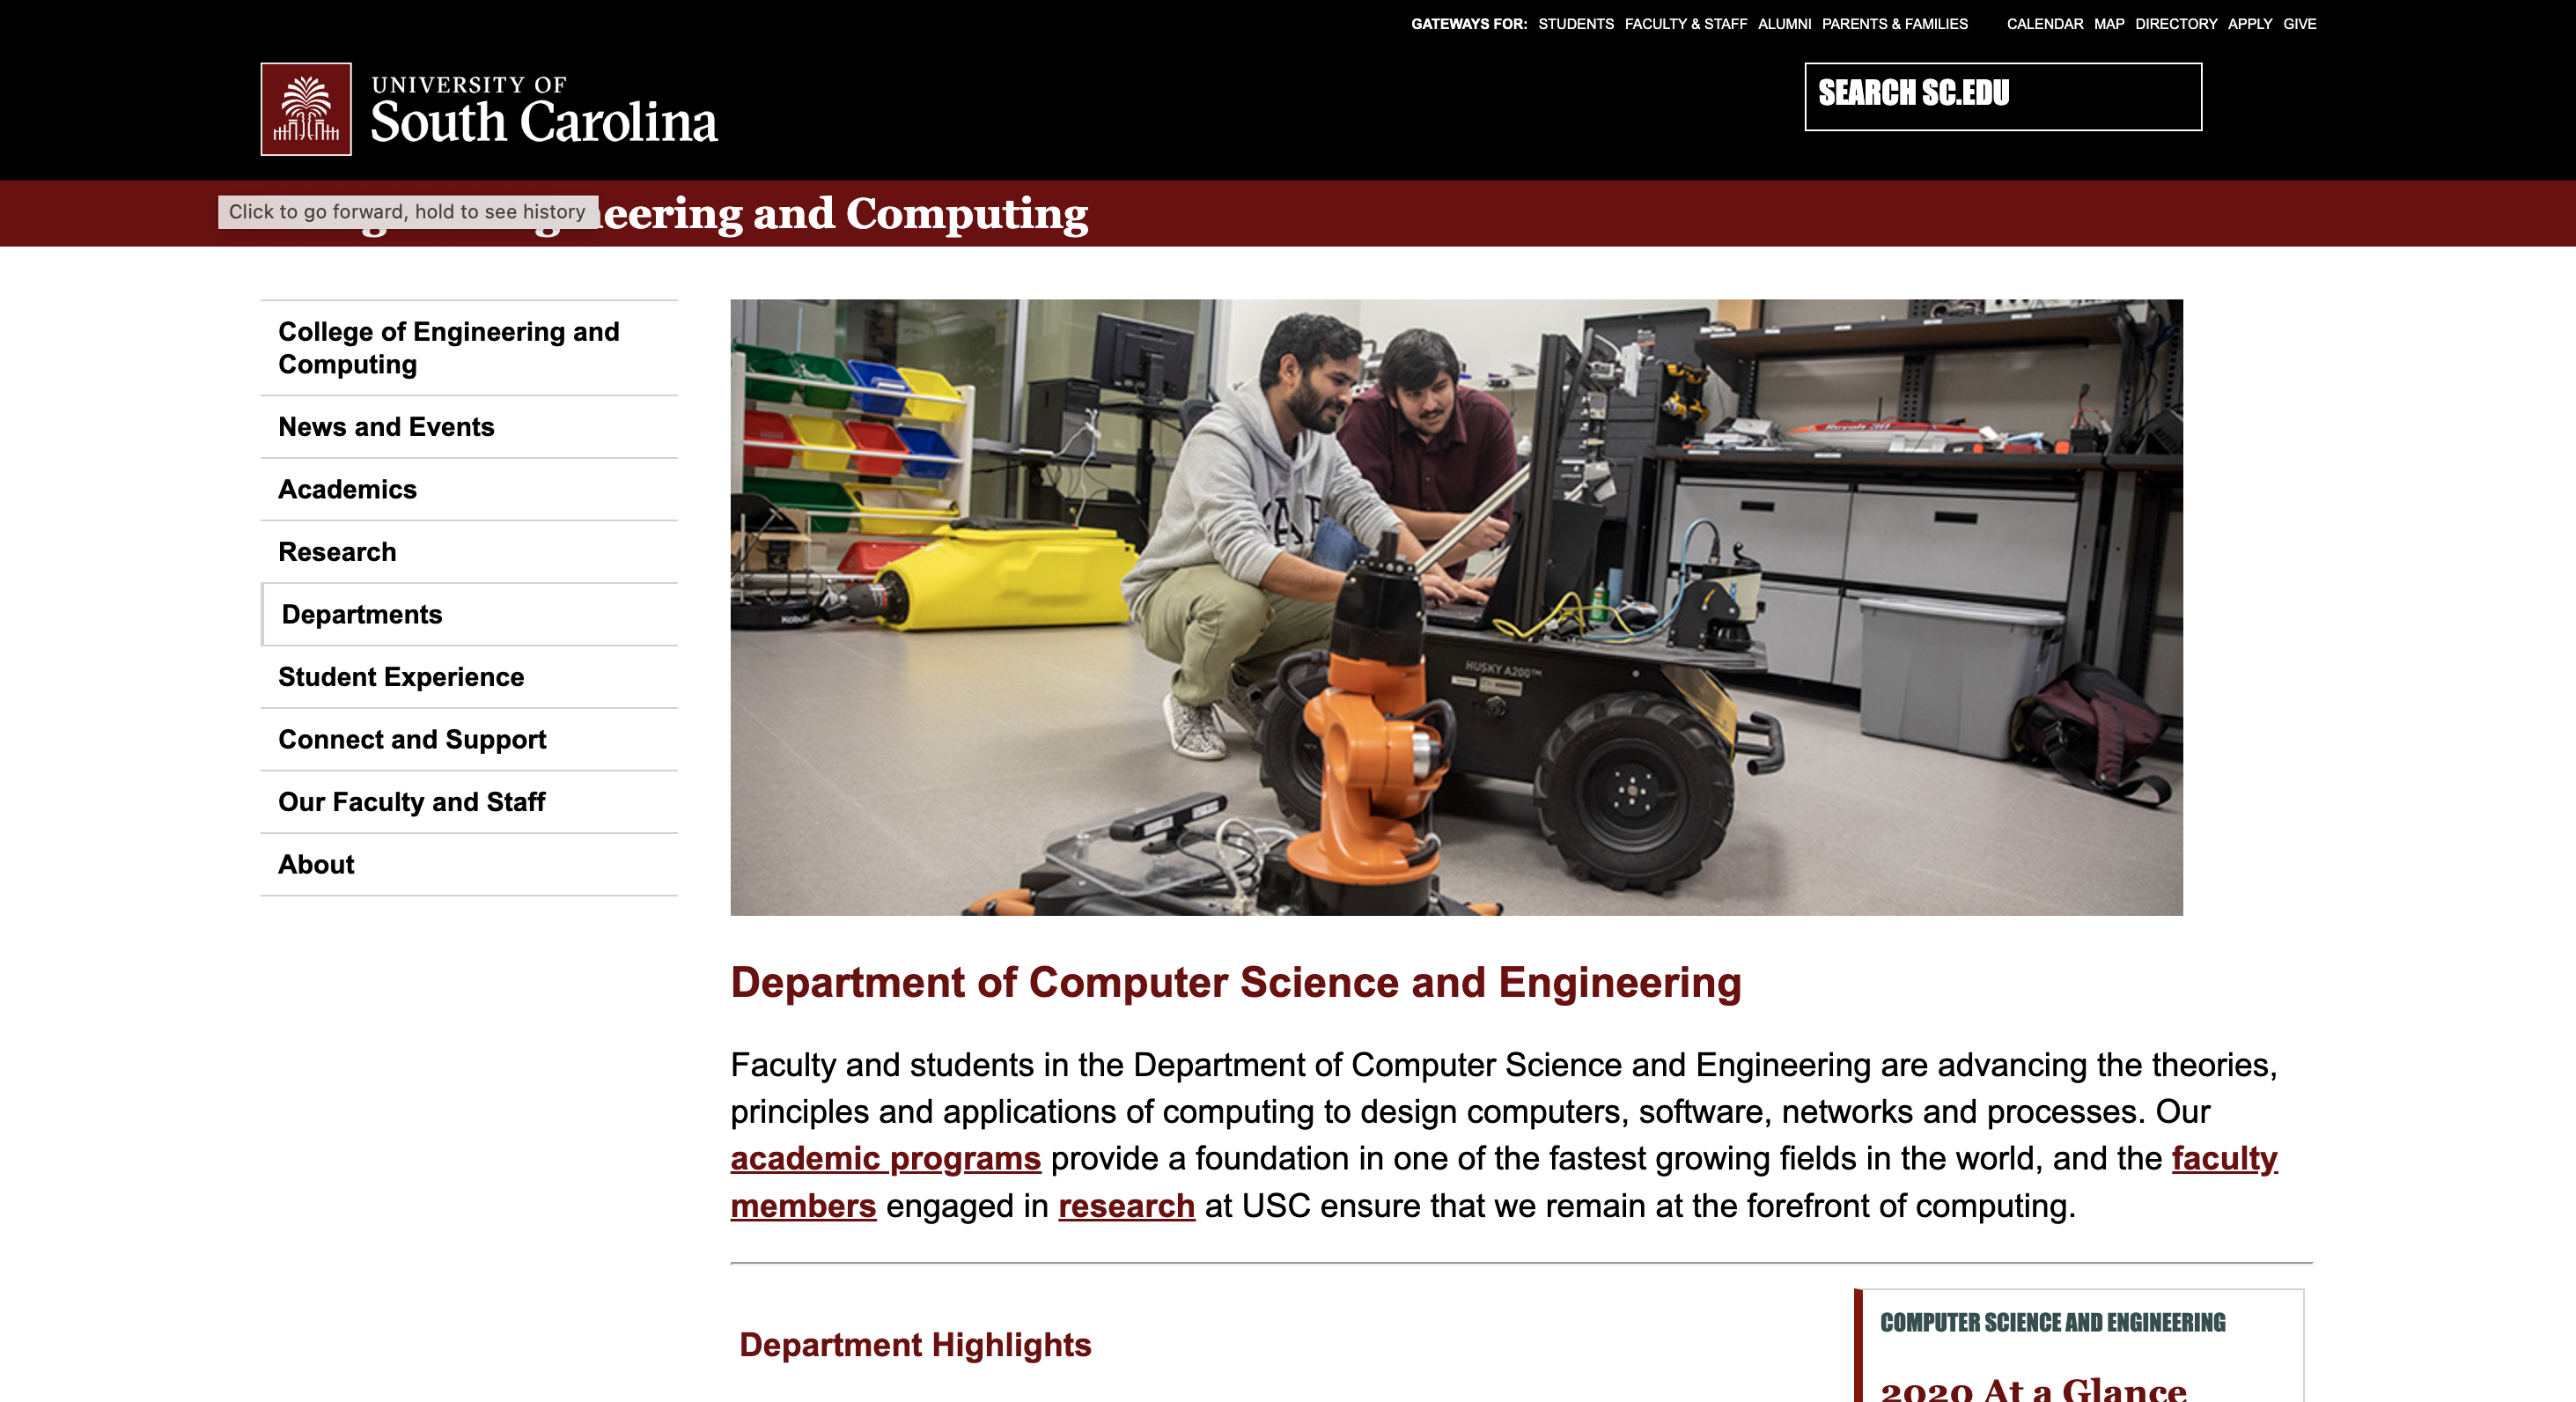 GATEWAYS FOR: STUDENTS FACULTY & STAFF ALUMNI PARENTS & FAMILIES CALENDAR MAP DIRECTORY APPLY GIVE
UNIVERSITY OF
South Carolina
SEARCH SC.EDU
Click to go forward, hold to see history
and Computing
College of Engineering and
Computing
News and Events
Academics
Research
Departments
Student Experience
Connect and Support
Our Faculty and Staff
About
HUSKY A200™
Kobuki
Department of Computer Science and Engineering
Faculty and students in the Department of Computer Science and Engineering are advancing the theories,
principles and applications of computing to design computers, software, networks and processes. Our
academic programs provide a foundation in one of the fastest growing fields in the world, and the faculty
members engaged in research at USC ensure that we remain at the forefront of computing.
Department Highlights
COMPUTER SCIENCE AND ENGINEERING
2020 At a Glance